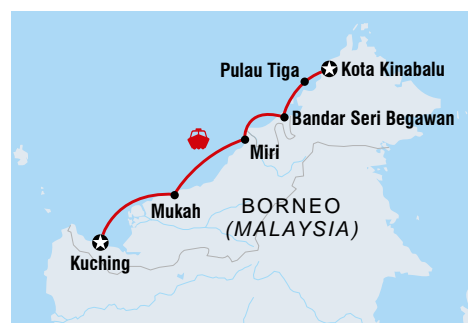 Pulau Tiga
Kota Kinabalu
Bandar Seri Begawan
Miri
Mukah
BORNEO
(MALAYSIA)
Kuching